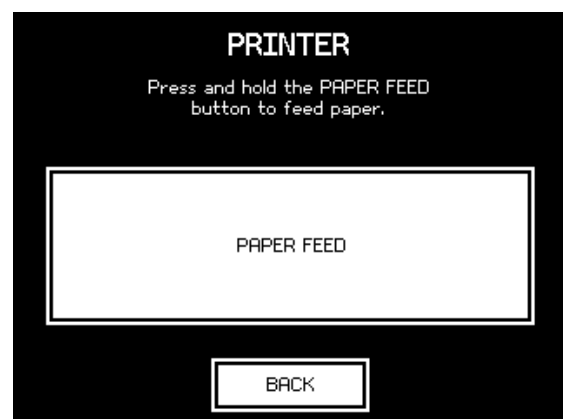 PRINTER
Press and hold the PAPER FEED
button to feed paper.
PAPER FEED
BACK